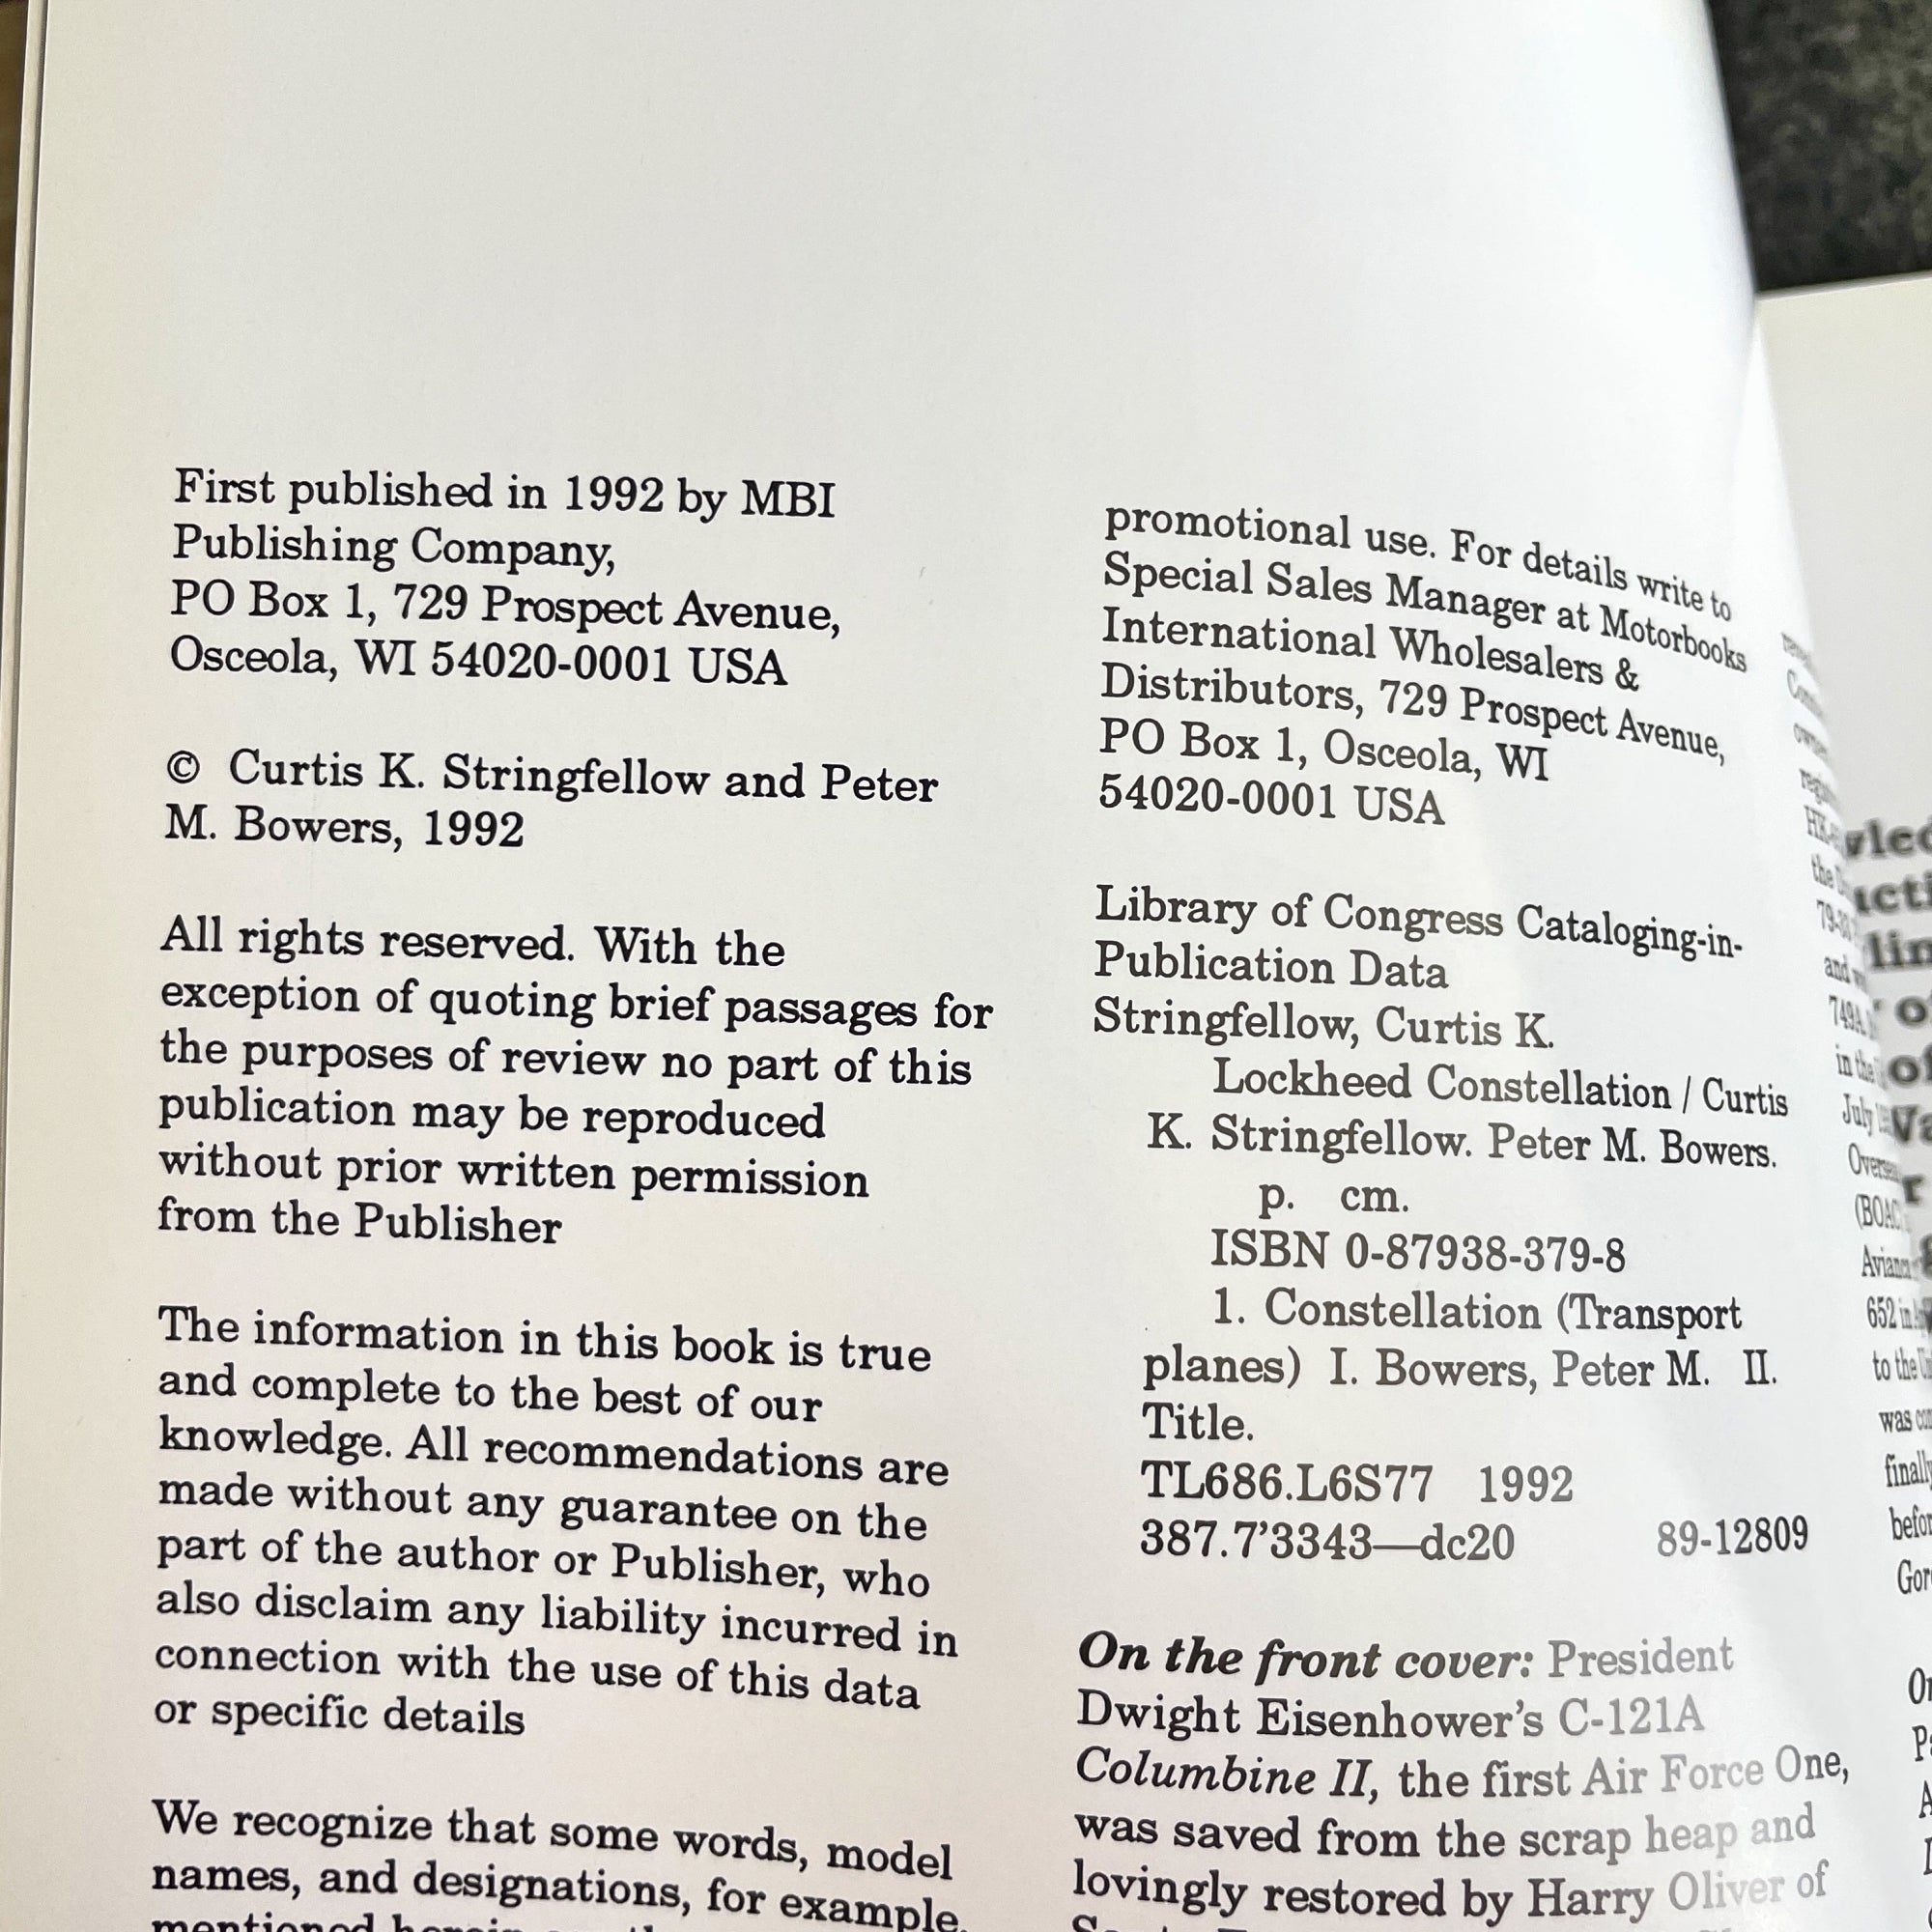 First published in 1992 by MBI
Publishing Company,
PO Box 1, 729 Prospect Avenue,
Osceola, WI 54020-0001 USA
© Curtis K. Stringfellow and Peter
M. Bowers, 1992
All rights reserved. With the
exception of quoting brief passages for
the purposes of review no part of this
publication may be reproduced
without prior written permission
from the Publisher
The information in this book is true
and complete to the best of our
knowledge. All recommendations are
made without any guarantee on the
part of the author or Publisher, who
also disclaim any liability incurred in
connection with the use of this data
or specific details
We recognize that some words, model
names, and designations, for example,
promotional use. For details write to
Special Sales Manager at Motorbooks
International Wholesalers &
Distributors, 729 Prospect Avenue,
PO Box 1, Osceola, WI
54020-0001 USA
Library of Congress Cataloging-in-
Publication Data
Stringfellow, Curtis K.
Lockheed Constellation / Curtis
K. Stringfellow. Peter M. Bowers.
p. cm.
ISBN 0-87938-379-8
1. Constellation (Transport
planes) I. Bowers, Peter M. II.
Title.
TL686.L6S77 1992
387.7’3343—dc20 89-12809
On the front cover: President
Dwight Eisenhower’s C-121A
Columbine II, the first Air Force One,
was saved from the scrap heap and
lovingly restored by Harry Oliver of
and
in the
July
(BOAC
652 in
to the
was